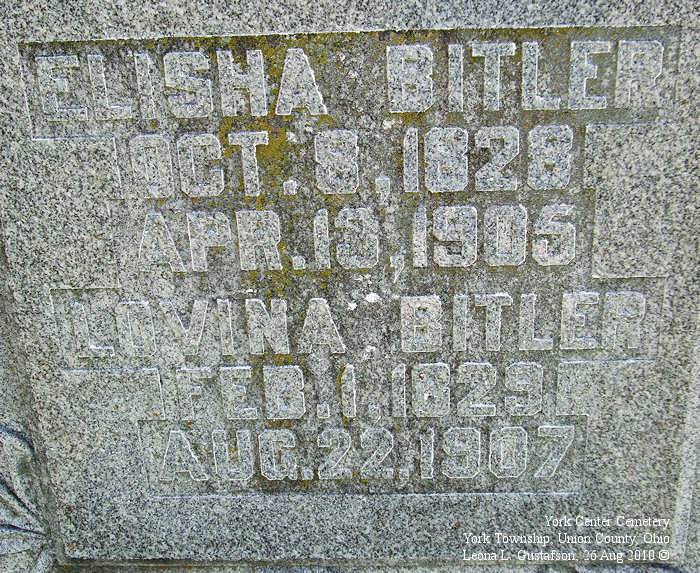 ELISHA BITLER
OCT. 8, 1828
APR. 13, 1905
LOVINA BITLER
FEB. 1, 1829
AUG. 22, 1907
York Center Cemetery
York Township, Union County, Ohio
Leona L. Gustafson, 26 Aug 2010 ©